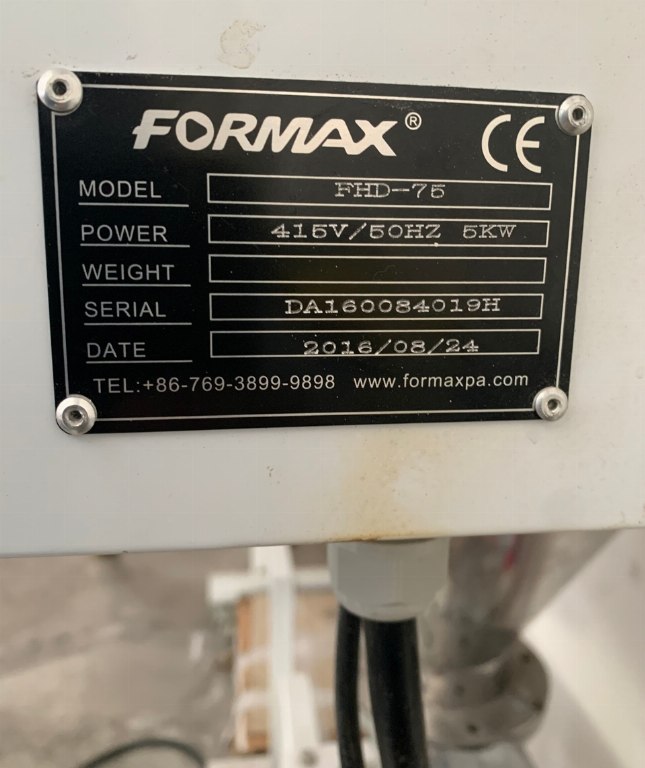 FORMAX® CE
MODEL FHD-75
POWER 415V/50HZ 5KW
WEIGHT
SERIAL DA160084019H
DATE 2016/08/24
TEL:+86-769-3899-9898 www.formaxpa.com